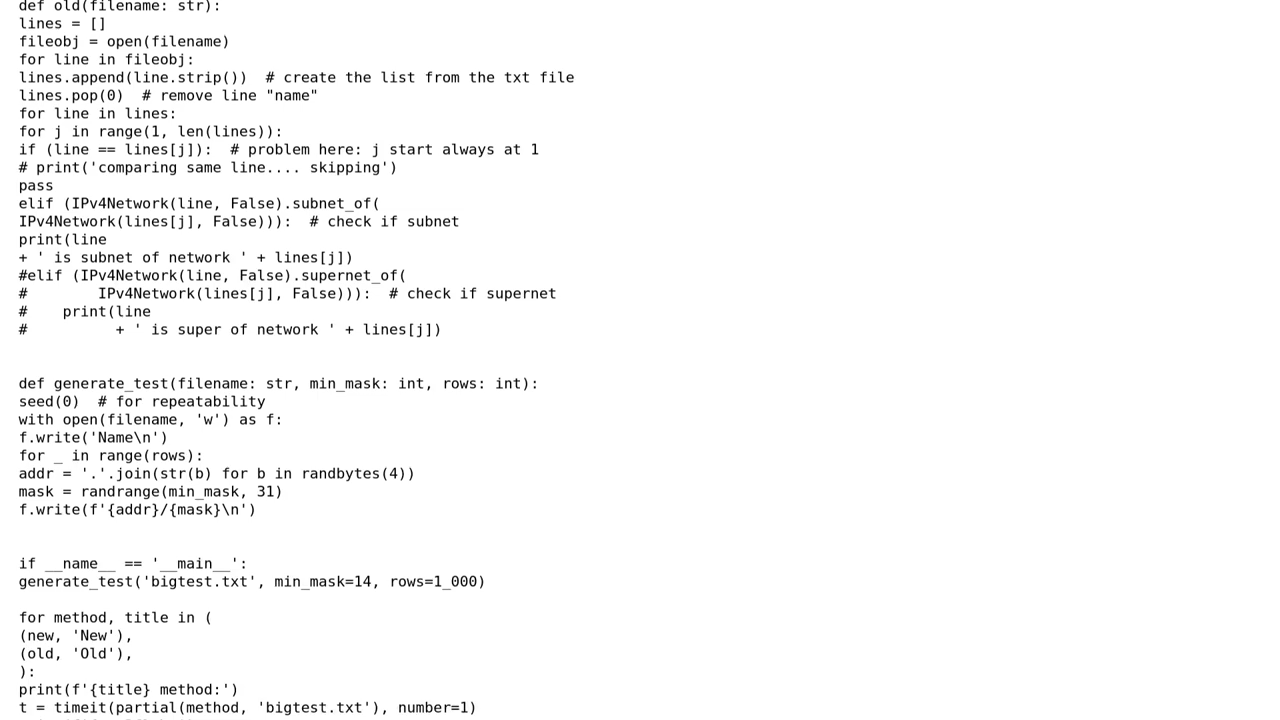 def old(filename: str):
lines = []
fileobj = open(filename)
for line in fileobj:
lines.append(line.strip())  # create the list from the txt file
lines.pop(0)  # remove line "name"
for line in lines:
for j in range(1, len(lines)):
if (line == lines[j]):  # problem here: j start always at 1
# print('comparing same line.... skipping')
pass
elif (IPv4Network(line, False).subnet_of(
IPv4Network(lines[j], False))):  # check if subnet
print(line
+ ' is subnet of network ' + lines[j])
#elif (IPv4Network(line, False).supernet_of(
#        IPv4Network(lines[j], False))):  # check if supernet
#    print(line
#          + ' is super of network ' + lines[j])
def generate_test(filename: str, min_mask: int, rows: int):
seed(0)  # for repeatability
with open(filename, 'w') as f:
f.write('Name\n')
for _ in range(rows):
addr = '.'.join(str(b) for b in randbytes(4))
mask = randrange(min_mask, 31)
f.write(f'{addr}/{mask}\n')
if __name__ == '__main__':
generate_test('bigtest.txt', min_mask=14, rows=1_000)
for method, title in (
(new, 'New'),
(old, 'Old'),
):
print(f'{title} method:')
t = timeit(partial(method, 'bigtest.txt'), number=1)